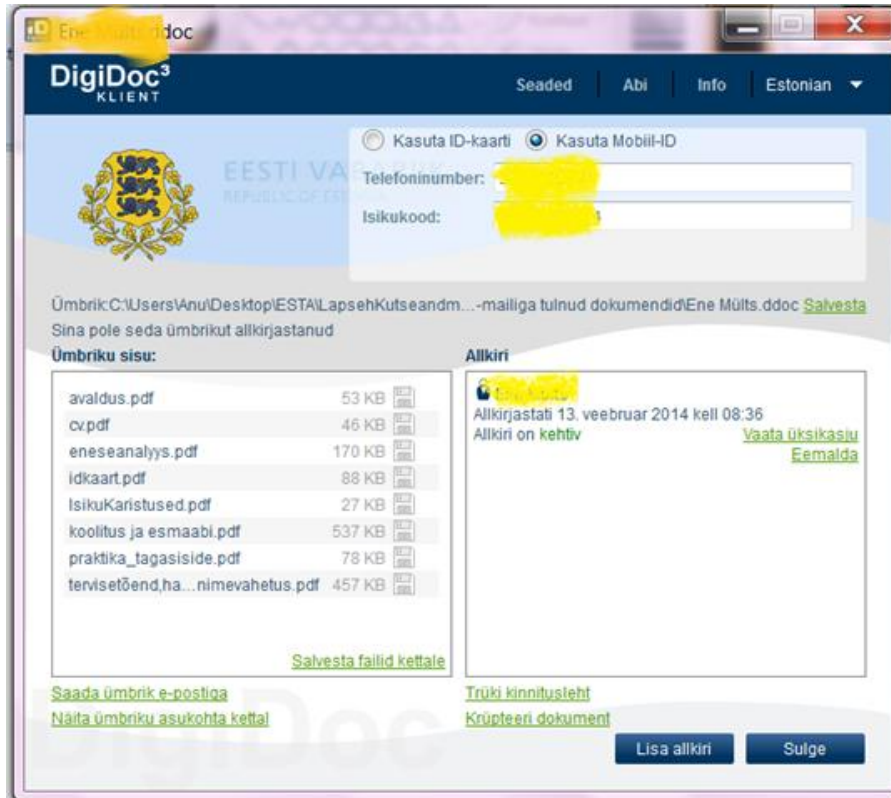 Ene ddoc
DigiDoc³
KLIENT
Seaded Abi Info Estonian
Kasuta ID-kaarti Kasuta Mobiil-ID
EESTI VABARIIK
REPUBLIC OF ESTONIA
Telefoninumber:
Isikukood:
Ümbrik:C:\Users\Anu\Desktop\ESTA\LapsehKutseandm...-mailiga tulnud dokumendid\Ene Mülts.ddoc Salvesta
Sina pole seda ümbrikut allkirjastanud
Ümbriku sisu:
avaldus.pdf 53 KB
cv.pdf 46 KB
eneseanalyys.pdf 170 KB
idkaart.pdf 88 KB
IsikuKaristused.pdf 27 KB
koolitus ja esmaabi.pdf 537 KB
praktika_tagasiside.pdf 78 KB
tervisetõend,ha...nimevahetus.pdf 457 KB
Salvesta failid kettale
Allkiri
Allkirjastati 13. veebruar 2014 kell 08:36
Allkiri on kehtiv Vaata üksikasju
Eemalda
Saada ümbrik e-postiga
Näita ümbriku asukohta kettal
Trüki kinnitusleht
Krüpteeri dokument
DigiDoc
Lisa allkiri Sulge